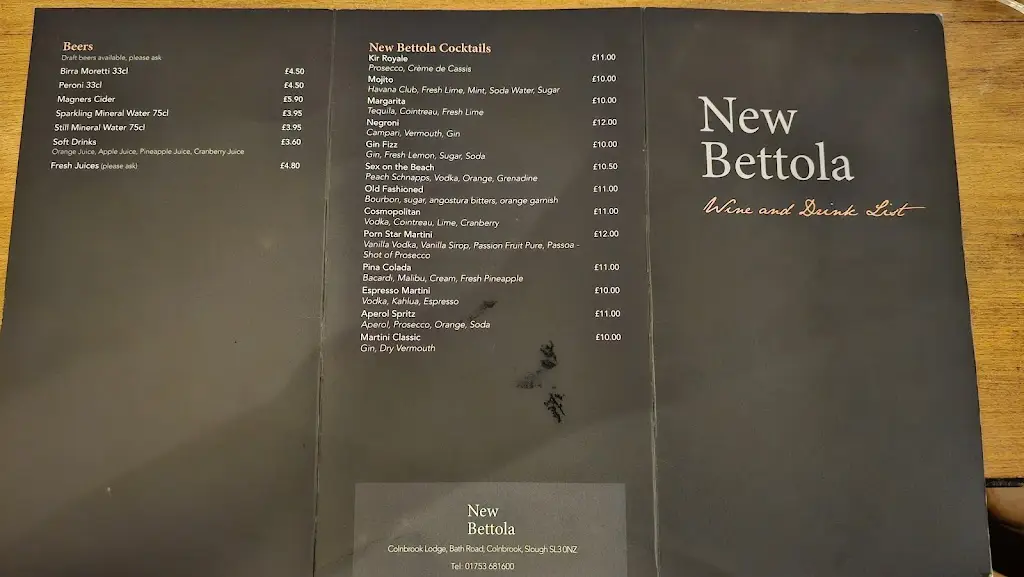 Beers
Draft beers available, please ask
Birra Moretti 33cl £4.50
Peroni 33cl £4.50
Magners Cider £5.90
Sparkling Mineral Water 75cl £3.95
Still Mineral Water 75cl £3.95
Soft Drinks £3.60
Orange Juice, Apple Juice, Pineapple Juice, Cranberry Juice
Fresh Juices (please ask) £4.80
New Bettola Cocktails
Kir Royale £11.00
Prosecco, Crème de Cassis
Mojito £10.00
Havana Club, Fresh Lime, Mint, Soda Water, Sugar
Margarita £10.00
Tequila, Cointreau, Fresh Lime
Negroni £12.00
Campari, Vermouth, Gin
Gin Fizz £10.00
Gin, Fresh Lemon, Sugar, Soda
Sex on the Beach £10.50
Peach Schnapps, Vodka, Orange, Grenadine
Old Fashioned £11.00
Bourbon, sugar, angostura bitters, orange garnish
Cosmopolitan £11.00
Vodka, Cointreau, Lime, Cranberry
Porn Star Martini £12.00
Vanilla Vodka, Vanilla Sirop, Passion Fruit Pure, Passoa -
Shot of Prosecco
Pina Colada £11.00
Bacardi, Malibu, Cream, Fresh Pineapple
Espresso Martini £10.00
Vodka, Kahlua, Espresso
Aperol Spritz £11.00
Aperol, Prosecco, Orange, Soda
Martini Classic £10.00
Gin, Dry Vermouth
New
Bettola
Colnbrook Lodge, Bath Road, Colnbrook, Slough SL3 0NZ
Tel: 01753 681600
New
Bettola
Wine and Drink List